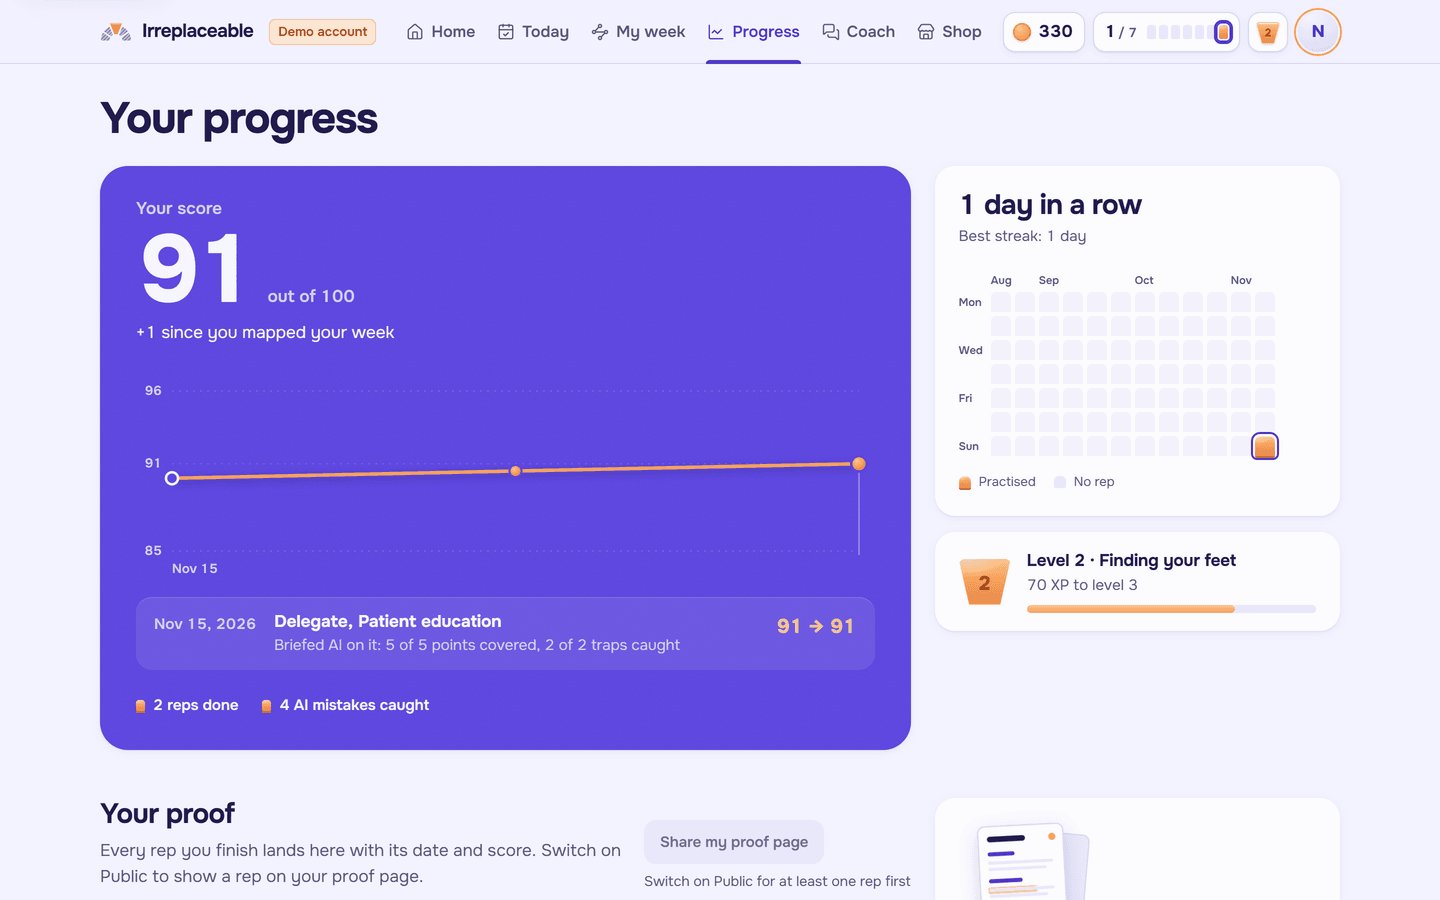 Irreplaceable
Demo account
Home
Today
My week
Progress
Coach
Shop
330
1 / 7
2
N
Your progress
Your score
91 out of 100
+1 since you mapped your week
96
91
85
Nov 15
Nov 15, 2026
Delegate, Patient education
Briefed AI on it: 5 of 5 points covered, 2 of 2 traps caught
91 → 91
2 reps done
4 AI mistakes caught
1 day in a row
Best streak: 1 day
Aug Sep Oct Nov
Mon
Wed
Fri
Sun
Practised
No rep
2
Level 2 · Finding your feet
70 XP to level 3
Your proof
Every rep you finish lands here with its date and score. Switch on
Public to show a rep on your proof page.
Share my proof page
Switch on Public for at least one rep first